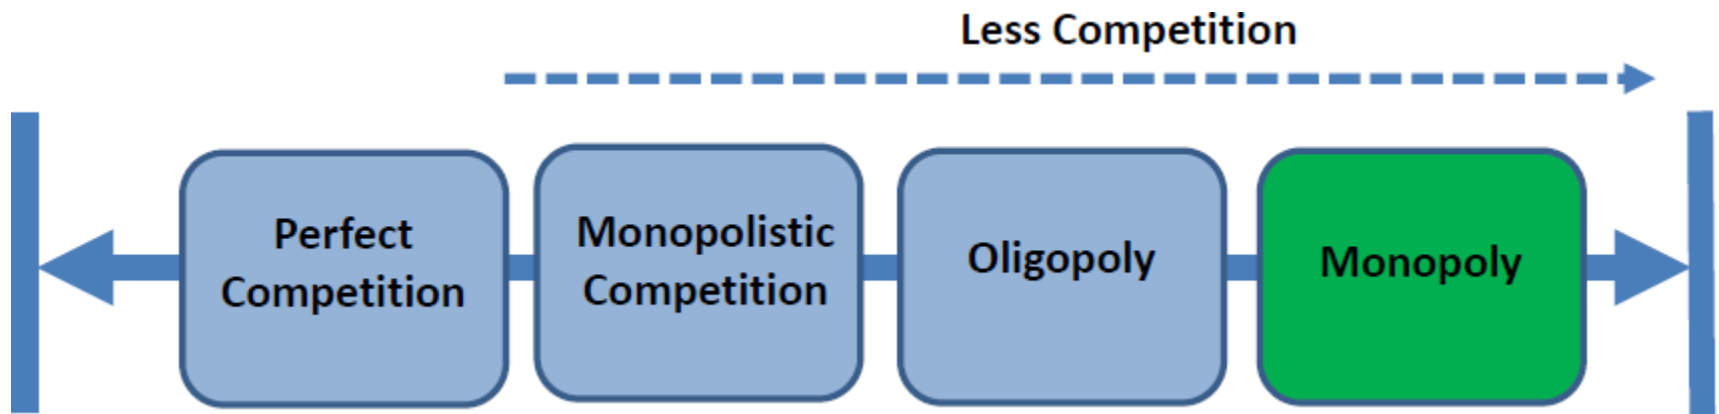 Less Competition
Perfect
Competition
Monopolistic
Competition
Oligopoly
Monopoly